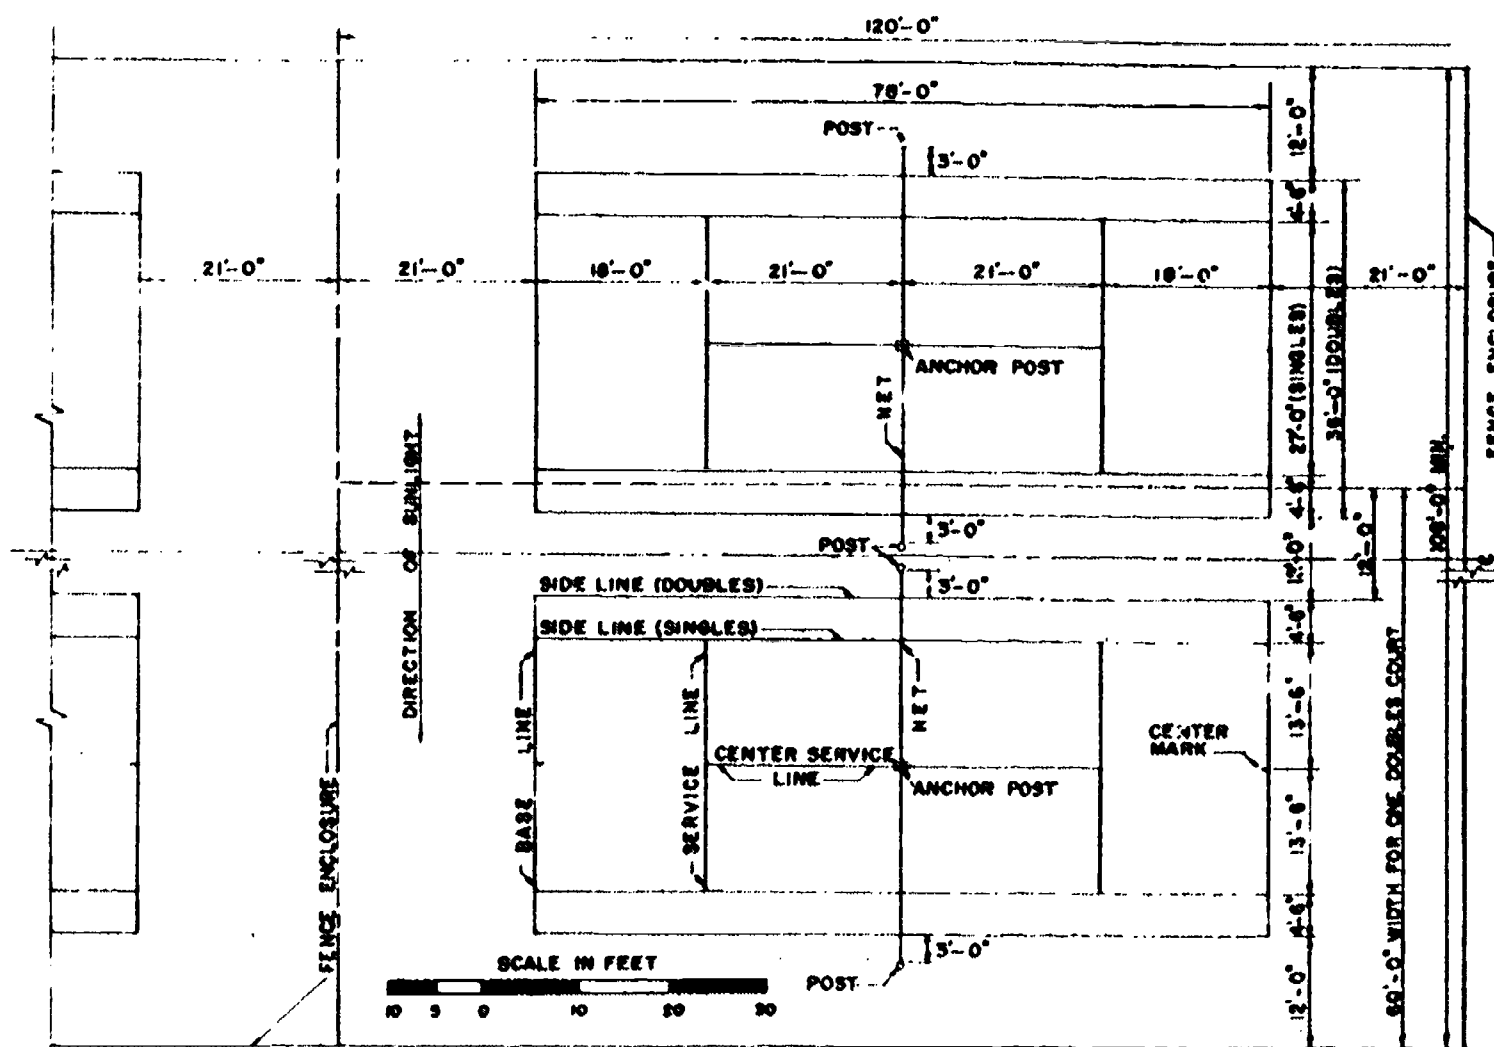 120'-0"
78'-0"
POST
3'-0"
12'-0"
4'-6"
21'-0"
21'-0"
18'-0"
21'-0"
21'-0"
18'-0"
21'-0"
27'-0" (SINGLES)
36'-0" (DOUBLES)
FENCE ENCLOSURE
ANCHOR POST
NET
DIRECTION OF SUNLIGHT
4'-6"
108'-0" MIN.
3'-0"
POST
12'-0"
12'-0"
3'-0"
SIDE LINE (DOUBLES)
4'-6"
SIDE LINE (SINGLES)
BASE LINE
SERVICE LINE
NET
13'-6"
CENTER SERVICE
LINE
CENTER
MARK
ANCHOR POST
13'-6"
60'-0" WIDTH FOR ONE DOUBLES COURT
FENCE ENCLOSURE
4'-6"
3'-0"
POST
12'-0"
SCALE IN FEET
10 5 0 10 20 30